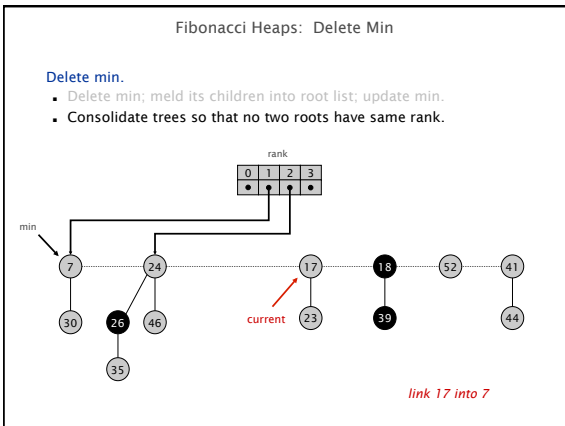 Fibonacci Heaps: Delete Min
Delete min.
Delete min; meld its children into root list; update min.
Consolidate trees so that no two roots have same rank.
rank
0 1 2 3
min
7 24 17 18 52 41
30 26 46 23 39 44
current
35
link 17 into 7